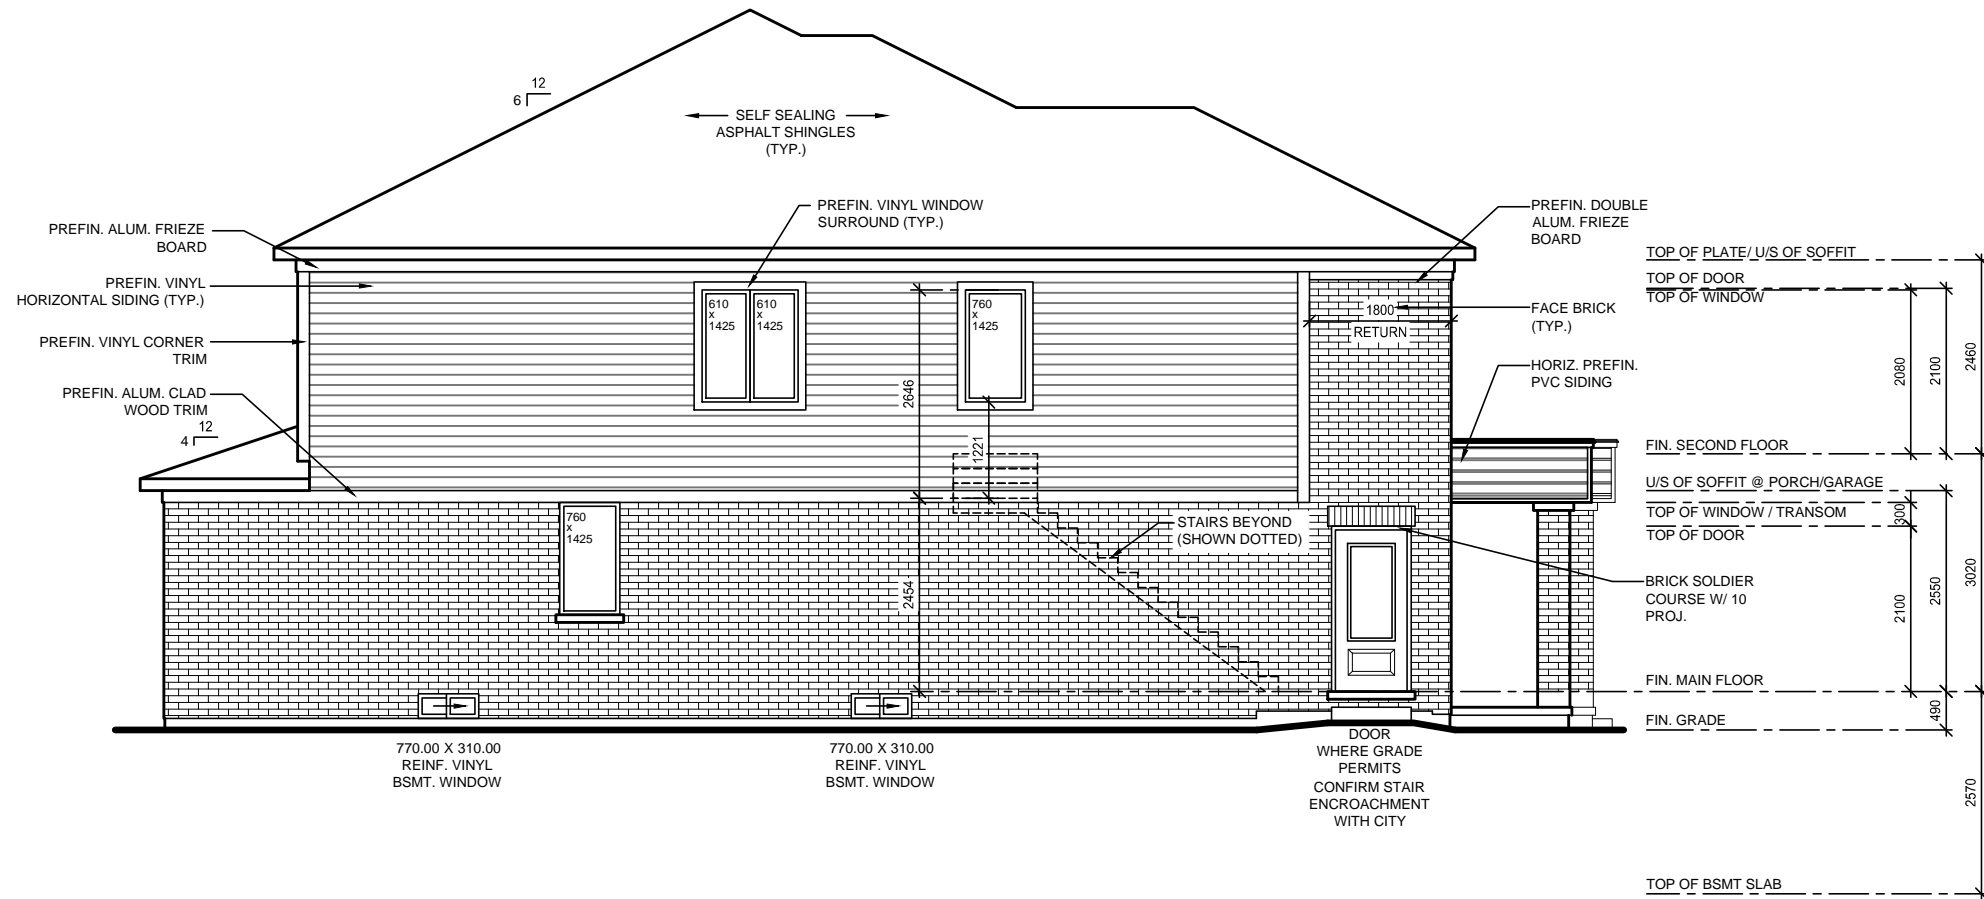 12
6
SELF SEALING
ASPHALT SHINGLES
(TYP.)
PREFIN. VINYL WINDOW
SURROUND (TYP.)
PREFIN. ALUM. FRIEZE
BOARD
PREFIN. VINYL
HORIZONTAL SIDING (TYP.)
PREFIN. VINYL CORNER
TRIM
PREFIN. ALUM. CLAD
WOOD TRIM
12
4
610
x
1425
610
x
1425
760
x
1425
2646
1221
2454
760
x
1425
1800
RETURN
PREFIN. DOUBLE
ALUM. FRIEZE
BOARD
FACE BRICK
(TYP.)
HORIZ. PREFIN.
PVC SIDING
STAIRS BEYOND
(SHOWN DOTTED)
BRICK SOLDIER
COURSE W/ 10
PROJ.
770.00 X 310.00
REINF. VINYL
BSMT. WINDOW
770.00 X 310.00
REINF. VINYL
BSMT. WINDOW
DOOR
WHERE GRADE
PERMITS
CONFIRM STAIR
ENCROACHMENT
WITH CITY
TOP OF PLATE/ U/S OF SOFFIT
TOP OF DOOR
TOP OF WINDOW
FIN. SECOND FLOOR
U/S OF SOFFIT @ PORCH/GARAGE
TOP OF WINDOW / TRANSOM
TOP OF DOOR
FIN. MAIN FLOOR
FIN. GRADE
TOP OF BSMT SLAB
2080
2100
2460
300
2100
2550
3020
490
2570